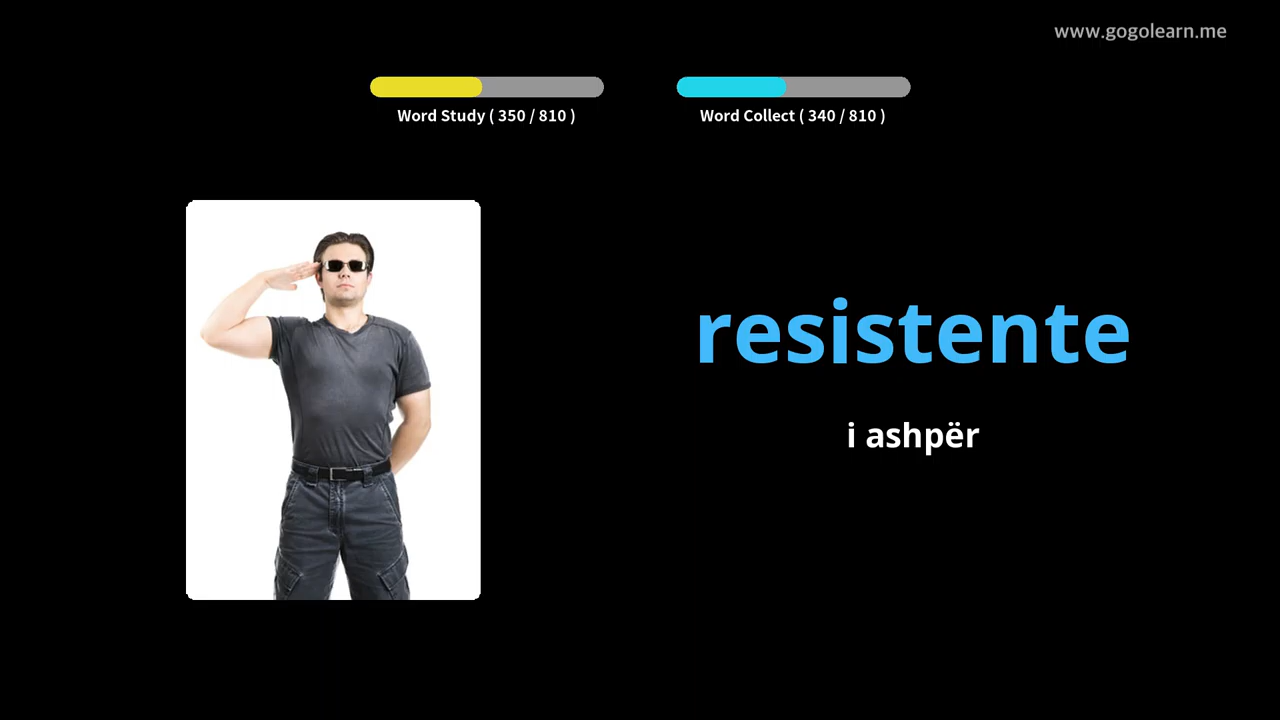 www.gogolearn.me
Word Study ( 350 / 810 )
Word Collect ( 340 / 810 )
resistente
i ashpër